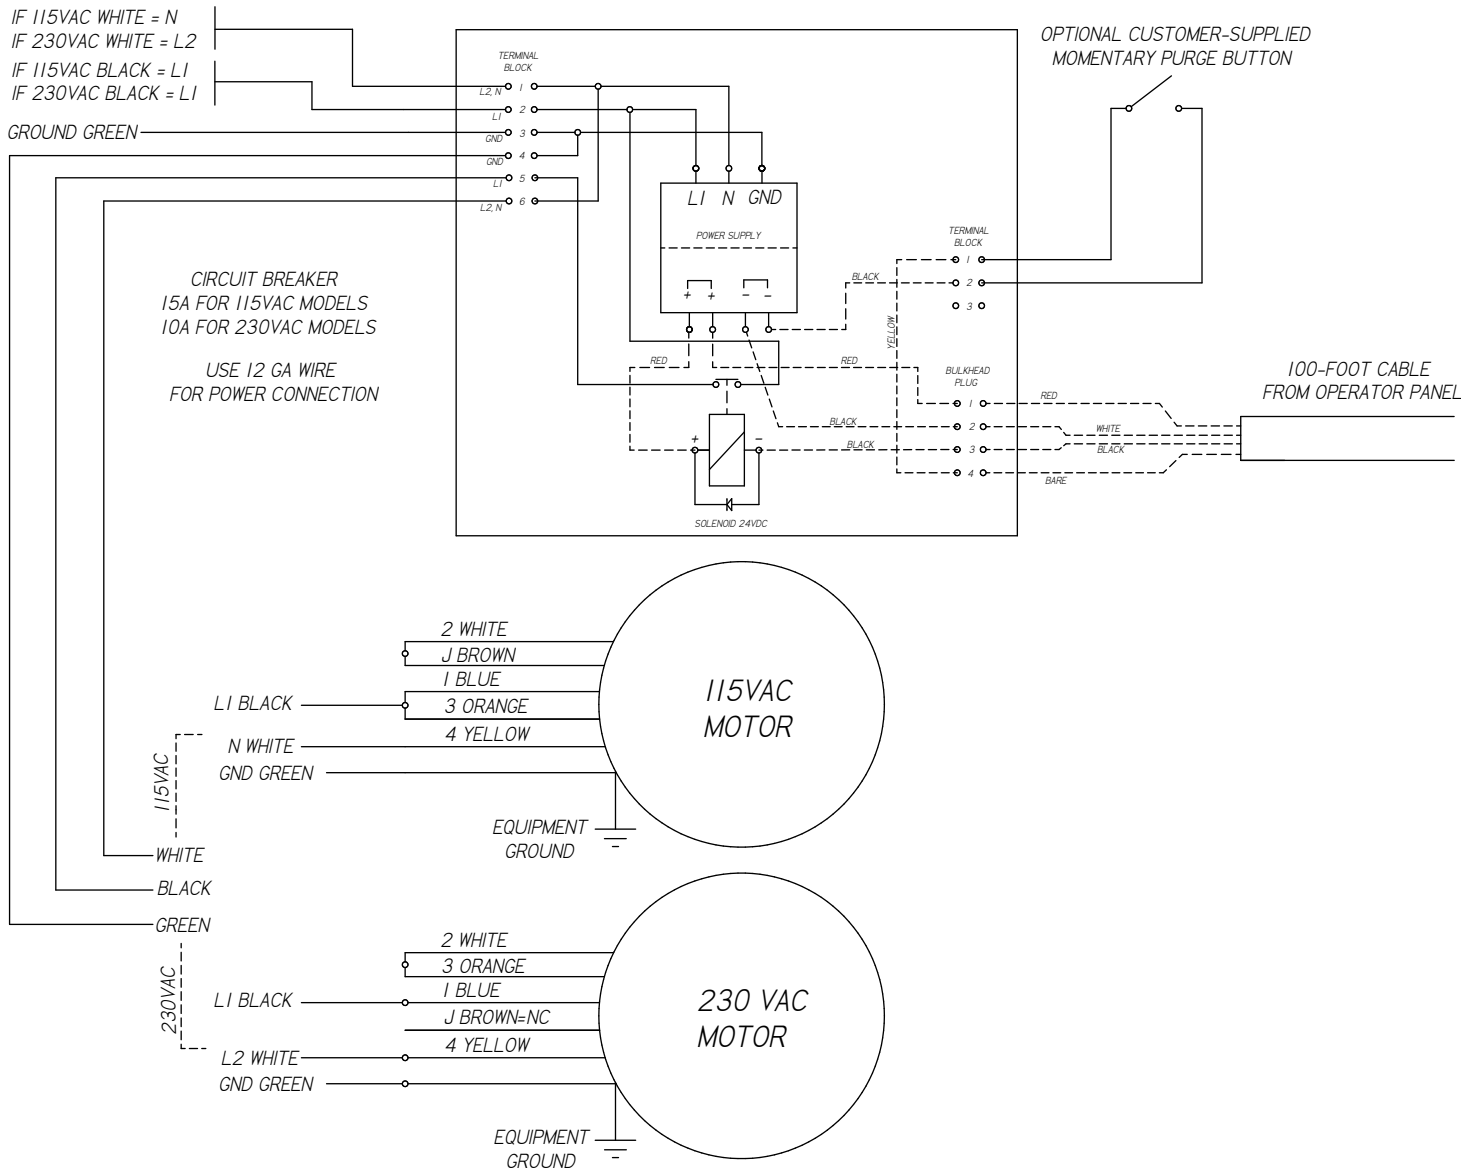 IF 115VAC WHITE = N
IF 230VAC WHITE = L2
IF 115VAC BLACK = L1
IF 230VAC BLACK = L1
GROUND GREEN
TERMINAL
BLOCK
L2, N 1
L1 2
GND 3
GND 4
L1 5
L2, N 6
OPTIONAL CUSTOMER-SUPPLIED
MOMENTARY PURGE BUTTON
L1 N GND
POWER SUPPLY
+ + - -
TERMINAL
BLOCK
1
2
3
BLACK
YELLOW
CIRCUIT BREAKER
15A FOR 115VAC MODELS
10A FOR 230VAC MODELS
USE 12 GA WIRE
FOR POWER CONNECTION
RED
RED
BULKHEAD
PLUG
1
2
3
4
BLACK
BLACK
+ -
SOLENOID 24VDC
RED
WHITE
BLACK
BARE
100-FOOT CABLE
FROM OPERATOR PANEL
2 WHITE
J BROWN
1 BLUE
3 ORANGE
4 YELLOW
L1 BLACK
N WHITE
GND GREEN
115VAC
MOTOR
EQUIPMENT
GROUND
115VAC
WHITE
BLACK
GREEN
230VAC
2 WHITE
3 ORANGE
1 BLUE
J BROWN=NC
4 YELLOW
L1 BLACK
L2 WHITE
GND GREEN
230 VAC
MOTOR
EQUIPMENT
GROUND